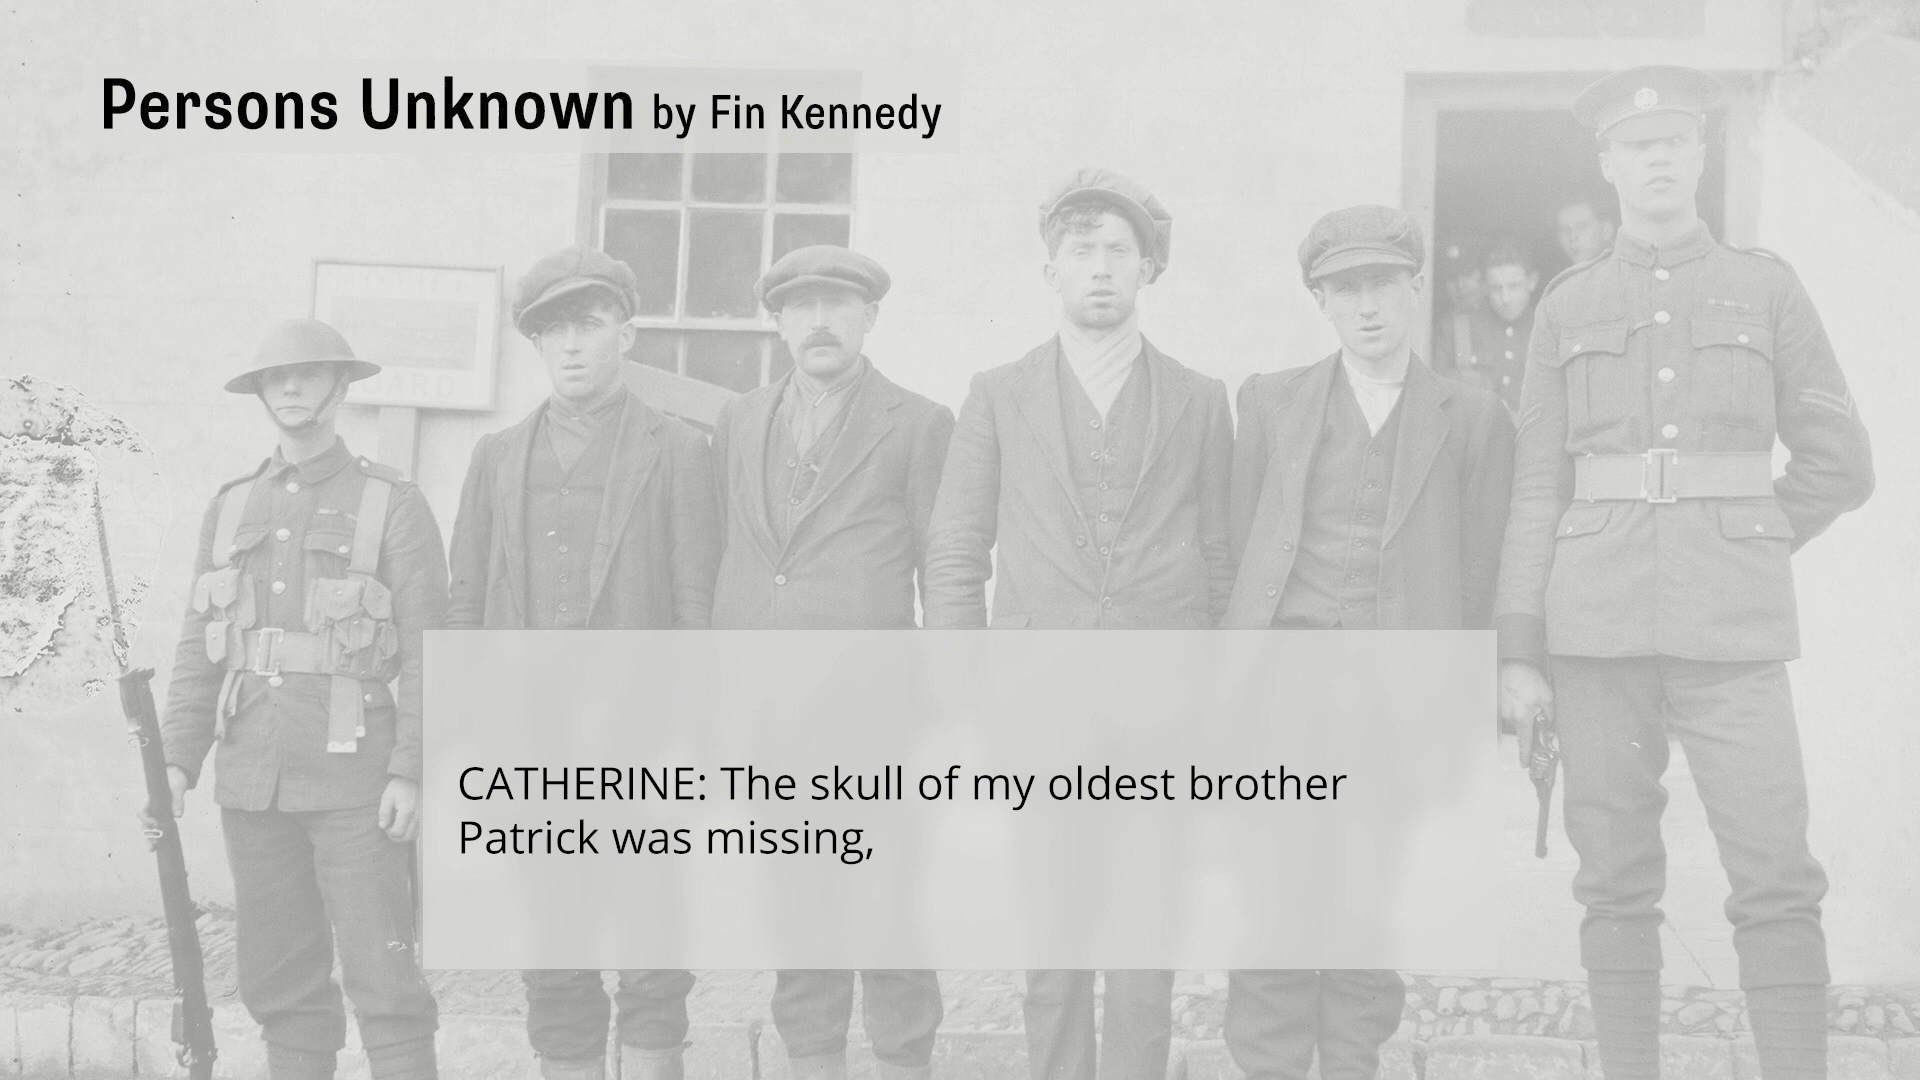 Persons Unknown by Fin Kennedy
CATHERINE: The skull of my oldest brother
Patrick was missing,